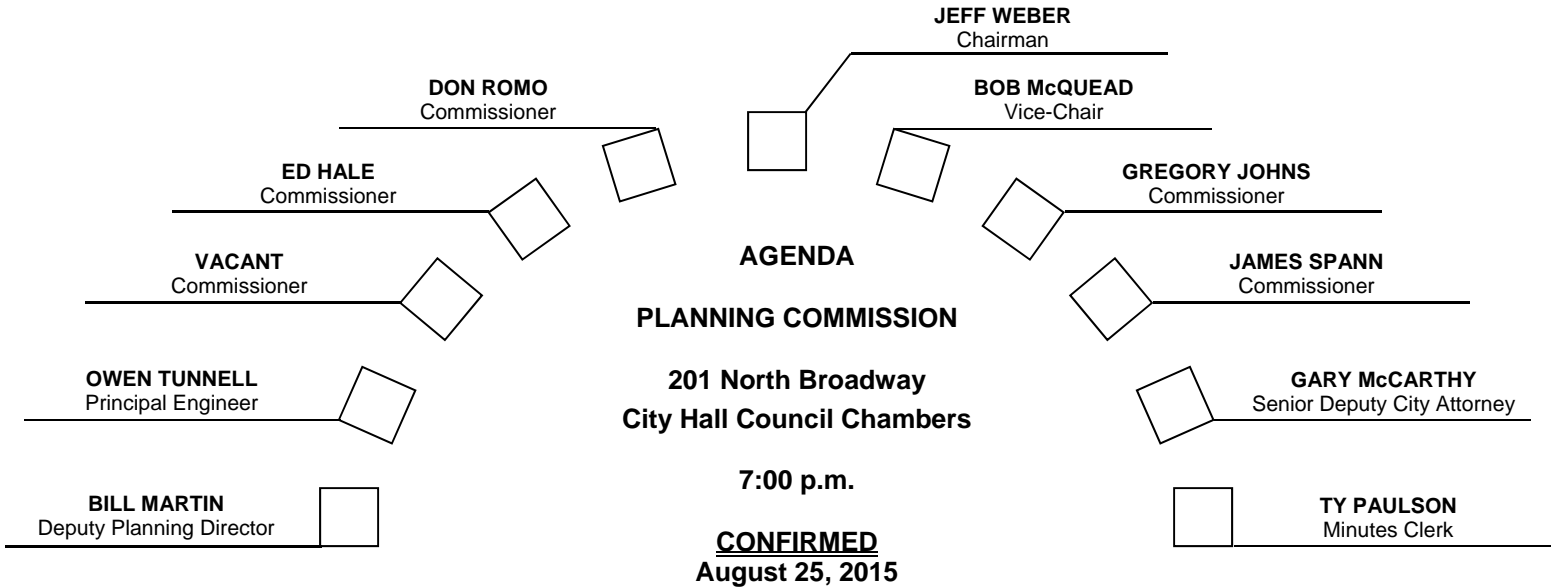 JEFF WEBER
Chairman
DON ROMO
Commissioner
BOB McQUEAD
Vice-Chair
ED HALE
Commissioner
GREGORY JOHNS
Commissioner
AGENDA
VACANT
Commissioner
JAMES SPANN
Commissioner
PLANNING COMMISSION
OWEN TUNNELL
Principal Engineer
201 North Broadway
City Hall Council Chambers
GARY McCARTHY
Senior Deputy City Attorney
7:00 p.m.
BILL MARTIN
Deputy Planning Director
TY PAULSON
Minutes Clerk
CONFIRMED
August 25, 2015